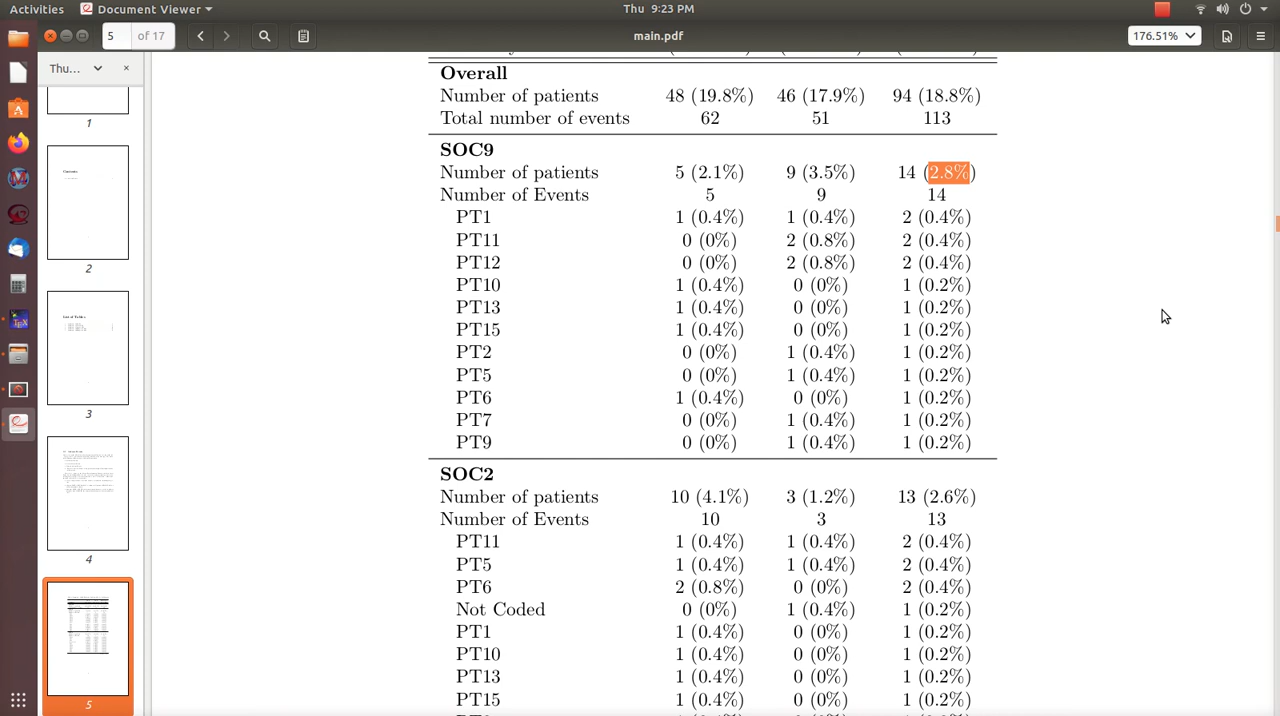 Activities Document Viewer Thu 9:23 PM
5 of 17 main.pdf 176.51%
Thu...
1
2
3
4
5
Overall
Number of patients 48 (19.8%) 46 (17.9%) 94 (18.8%)
Total number of events 62 51 113
SOC9
Number of patients 5 (2.1%) 9 (3.5%) 14 (2.8%)
Number of Events 5 9 14
PT1 1 (0.4%) 1 (0.4%) 2 (0.4%)
PT11 0 (0%) 2 (0.8%) 2 (0.4%)
PT12 0 (0%) 2 (0.8%) 2 (0.4%)
PT10 1 (0.4%) 0 (0%) 1 (0.2%)
PT13 1 (0.4%) 0 (0%) 1 (0.2%)
PT15 1 (0.4%) 0 (0%) 1 (0.2%)
PT2 0 (0%) 1 (0.4%) 1 (0.2%)
PT5 0 (0%) 1 (0.4%) 1 (0.2%)
PT6 1 (0.4%) 0 (0%) 1 (0.2%)
PT7 0 (0%) 1 (0.4%) 1 (0.2%)
PT9 0 (0%) 1 (0.4%) 1 (0.2%)
SOC2
Number of patients 10 (4.1%) 3 (1.2%) 13 (2.6%)
Number of Events 10 3 13
PT11 1 (0.4%) 1 (0.4%) 2 (0.4%)
PT5 1 (0.4%) 1 (0.4%) 2 (0.4%)
PT6 2 (0.8%) 0 (0%) 2 (0.4%)
Not Coded 0 (0%) 1 (0.4%) 1 (0.2%)
PT1 1 (0.4%) 0 (0%) 1 (0.2%)
PT10 1 (0.4%) 0 (0%) 1 (0.2%)
PT13 1 (0.4%) 0 (0%) 1 (0.2%)
PT15 1 (0.4%) 0 (0%) 1 (0.2%)